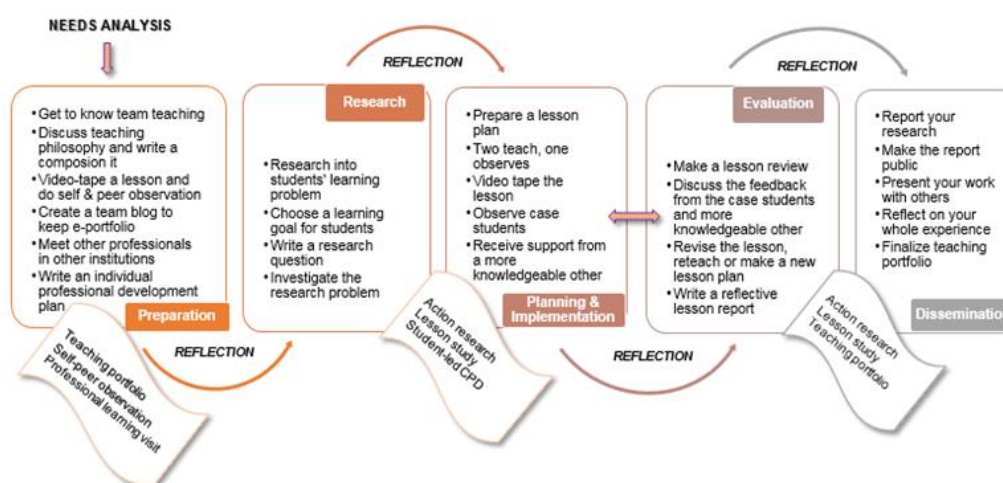 NEEDS ANALYSIS
REFLECTION
REFLECTION
• Get to know team teaching
• Discuss teaching
philosophy and write a
composion it
• Video-tape a lesson and
do self & peer observation
• Create a team blog to
keep e-portfolio
• Meet other professionals
in other institutions
• Write an individual
professional development
plan
Preparation
Research
• Research into
students' learning
problem
• Choose a learning
goal for students
• Write a research
question
• Investigate the
research problem
• Prepare a lesson
plan
• Two teach, one
observes
• Video tape the
lesson
• Observe case
students
• Receive support from
a more
knowledgeable other
Planning &
Implementation
Evaluation
• Make a lesson review
• Discuss the feedback
from the case students
and more
knowledgeable other
• Revise the lesson,
reteach or make a new
lesson plan
• Write a reflective
lesson report
• Report your
research
• Make the report
public
• Present your work
with others
• Reflect on your
whole experience
• Finalize teaching
portfolio
Dissemination
Teaching portfolio
Self-peer observation
Professional learning visit
REFLECTION
Action research
Lesson study
Student-led CPD
REFLECTION
Action research
Lesson study
Teaching portfolio